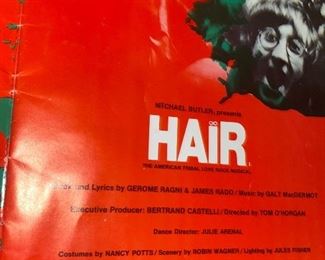 MICHAEL BUTLER, presents
HAIR
THE AMERICAN TRIBAL LOVE ROCK MUSICAL
Book and Lyrics by GEROME RAGNI & JAMES RADO / Music by GALT MacDERMOT
Executive Producer: BERTRAND CASTELLI / Directed by TOM O'HORGAN
Dance Director: JULIE ARENAL
Costumes by NANCY POTTS / Scenery by ROBIN WAGNER / Lighting by JULES FISHER